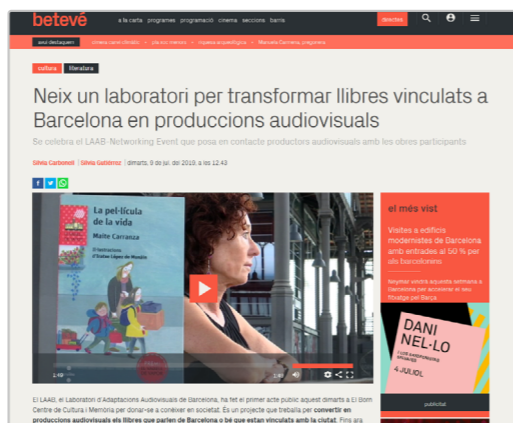 betevé
a la carta programes programació cinema seccions barris
directes
avui destaquem
cultura literatura
Neix un laboratori per transformar llibres vinculats a
Barcelona en produccions audiovisuals
Se celebra el LAAB-Networking Event que posa en contacte productors audiovisuals amb les obres participants
Sílvia Carbonell Sílvia Gutiérrez dimarts, 9 de jul. del 2019, a les 12.43
La pel·lícula
de la vida
Maite Carranza
el més vist
Visites a edificis
modernistes de Barcelona
amb entrades al 50 % per
als barcelonins
Neymar vindrà aquesta setmana a
Barcelona per accelerar el seu
fitxatge pel Barça
DANI
NEL·LO
4 JULIOL
publicitat
El LAAB, el Laboratori d'Adaptacions Audiovisuals de Barcelona, ha fet el primer acte públic aquest dimarts a El Born
Centre de Cultura i Memòria per donar-se a conèixer en societat. És un projecte que treballa per convertir en
produccions audiovisuals els llibres que parlen de Barcelona o bé que estan vinculats amb la ciutat. Fins ara